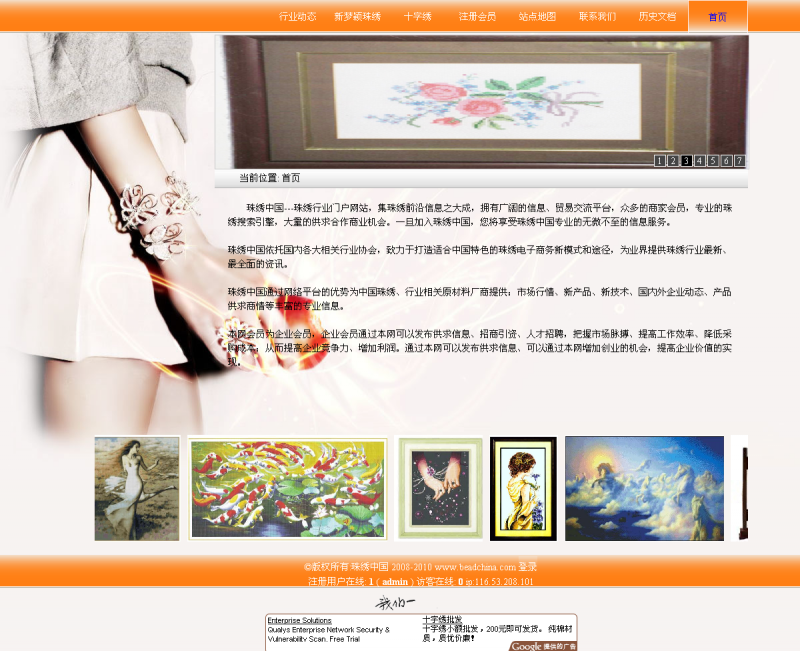 行业动态 新梦颖珠绣 十字绣 注册会员 站点地图 联系我们 历史文档 首页
1 2 3 4 5 6 7
当前位置: 首页
珠绣中国---珠绣行业门户网站，集珠绣前沿信息之大成，拥有广阔的信息、贸易交流平台，众多的商家会员，专业的珠
绣搜索引擎，大量的供求合作商业机会。一旦加入珠绣中国，您将享受珠绣中国专业的无微不至的信息服务。
珠绣中国依托国内各大相关行业协会，致力于打造适合中国特色的珠绣电子商务新模式和途径，为业界提供珠绣行业最新、
最全面的资讯。
珠绣中国通过网络平台的优势为中国珠绣、行业相关原材料厂商提供：市场行情、新产品、新技术、国内外企业动态、产品
供求商情等丰富的专业信息。
本网会员为企业会员，企业会员通过本网可以发布供求信息、招商引资、人才招聘，把握市场脉搏、提高工作效率、降低采
购成本，从而提高企业竞争力、增加利润。通过本网可以发布供求信息、可以通过本网增加创业的机会，提高企业价值的实
现。
©版权所有 珠绣中国 2008-2010 www.beadchina.com 登录
注册用户在线: 1 ( admin ) 访客在线: 0 ip:116.53.208.101
我们一
Enterprise Solutions
Qualys Enterprise Network Security &
Vulnerability Scan. Free Trial
十字绣批发
十字绣小额批发，200元即可发货。 纯棉材
质，质优价廉!
Google 提供的广告